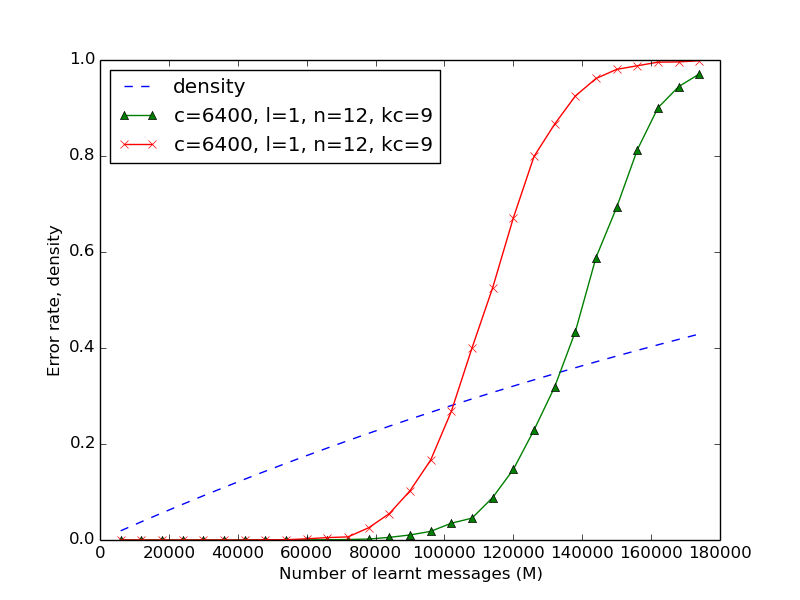 1.0
0.8
0.6
0.4
0.2
0.0
Error rate, density
density
c=6400, l=1, n=12, kc=9
c=6400, l=1, n=12, kc=9
0 20000 40000 60000 80000 100000 120000 140000 160000 180000
Number of learnt messages (M)